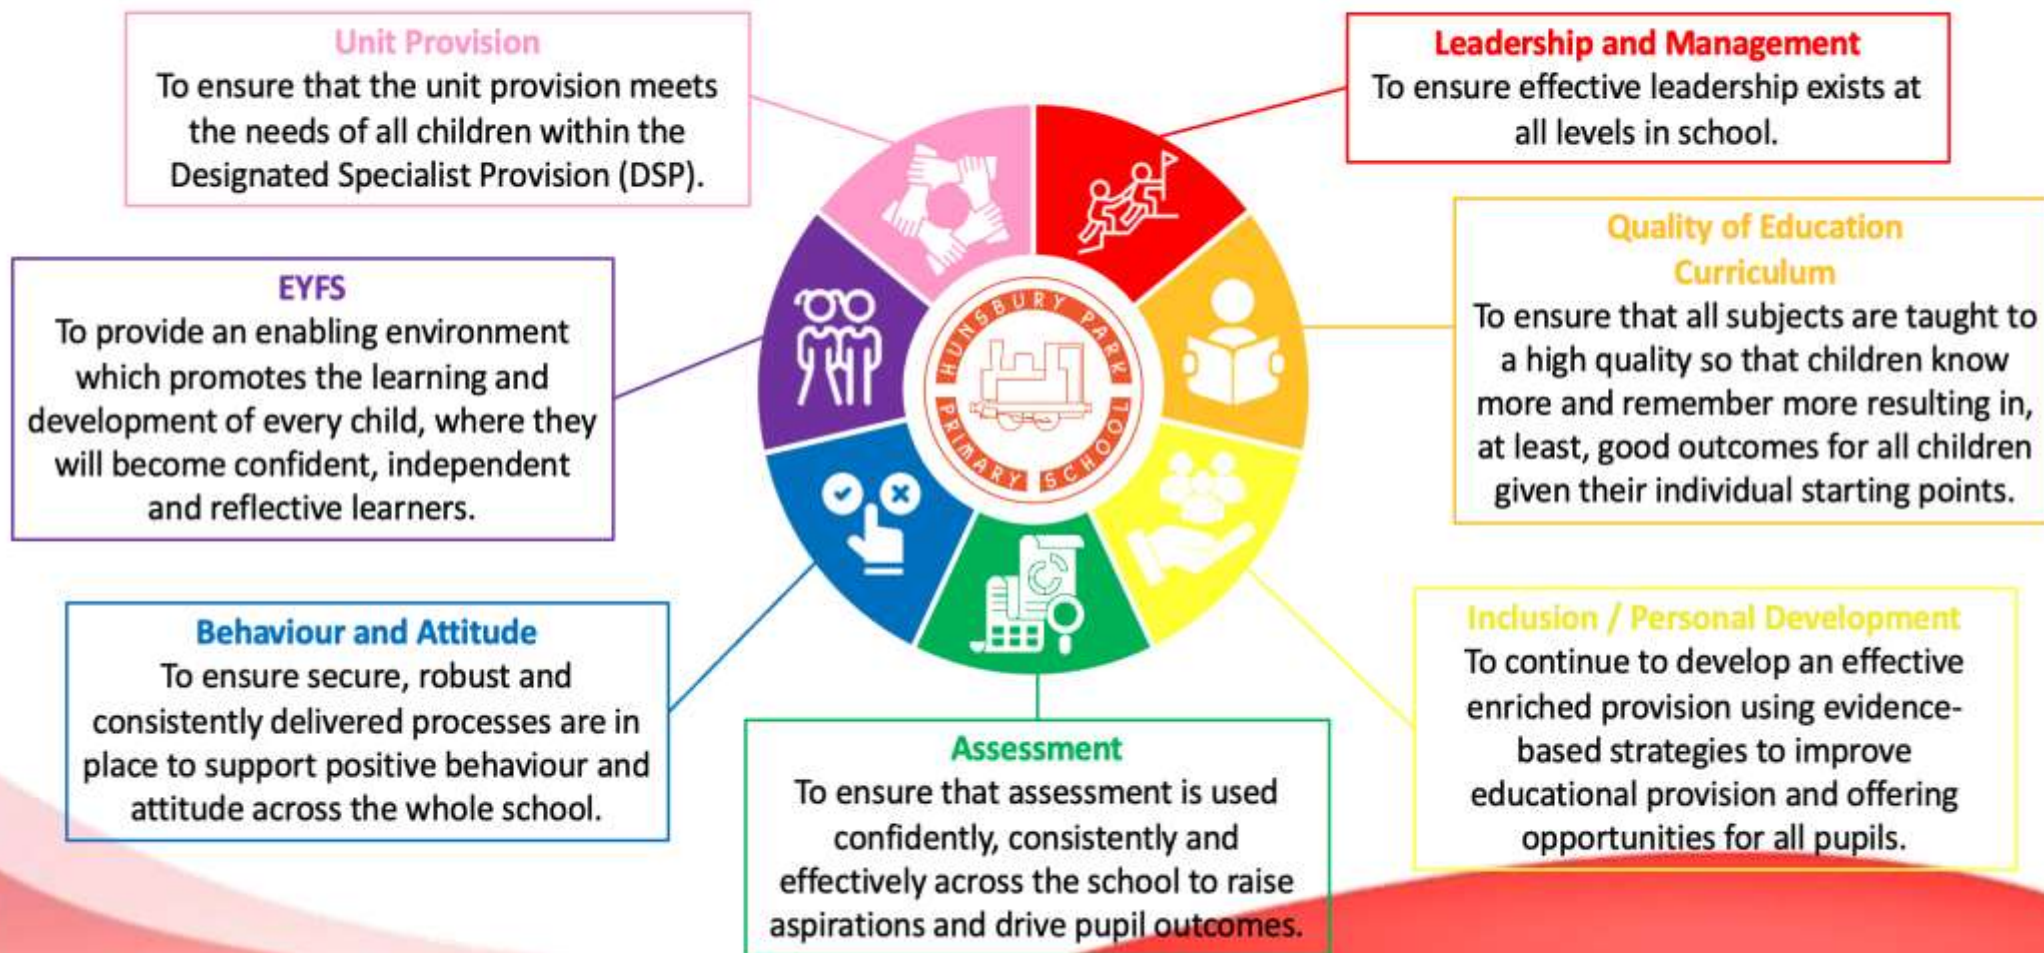 Unit Provision
To ensure that the unit provision meets
the needs of all children within the
Designated Specialist Provision (DSP).
Leadership and Management
To ensure effective leadership exists at
all levels in school.
Quality of Education
Curriculum
To ensure that all subjects are taught to
a high quality so that children know
more and remember more resulting in,
at least, good outcomes for all children
given their individual starting points.
EYFS
To provide an enabling environment
which promotes the learning and
development of every child, where they
will become confident, independent
and reflective learners.
HUNSBURY PARK
PRIMARY SCHOOL
Behaviour and Attitude
To ensure secure, robust and
consistently delivered processes are in
place to support positive behaviour and
attitude across the whole school.
Assessment
To ensure that assessment is used
confidently, consistently and
effectively across the school to raise
aspirations and drive pupil outcomes.
Inclusion / Personal Development
To continue to develop an effective
enriched provision using evidence-
based strategies to improve
educational provision and offering
opportunities for all pupils.